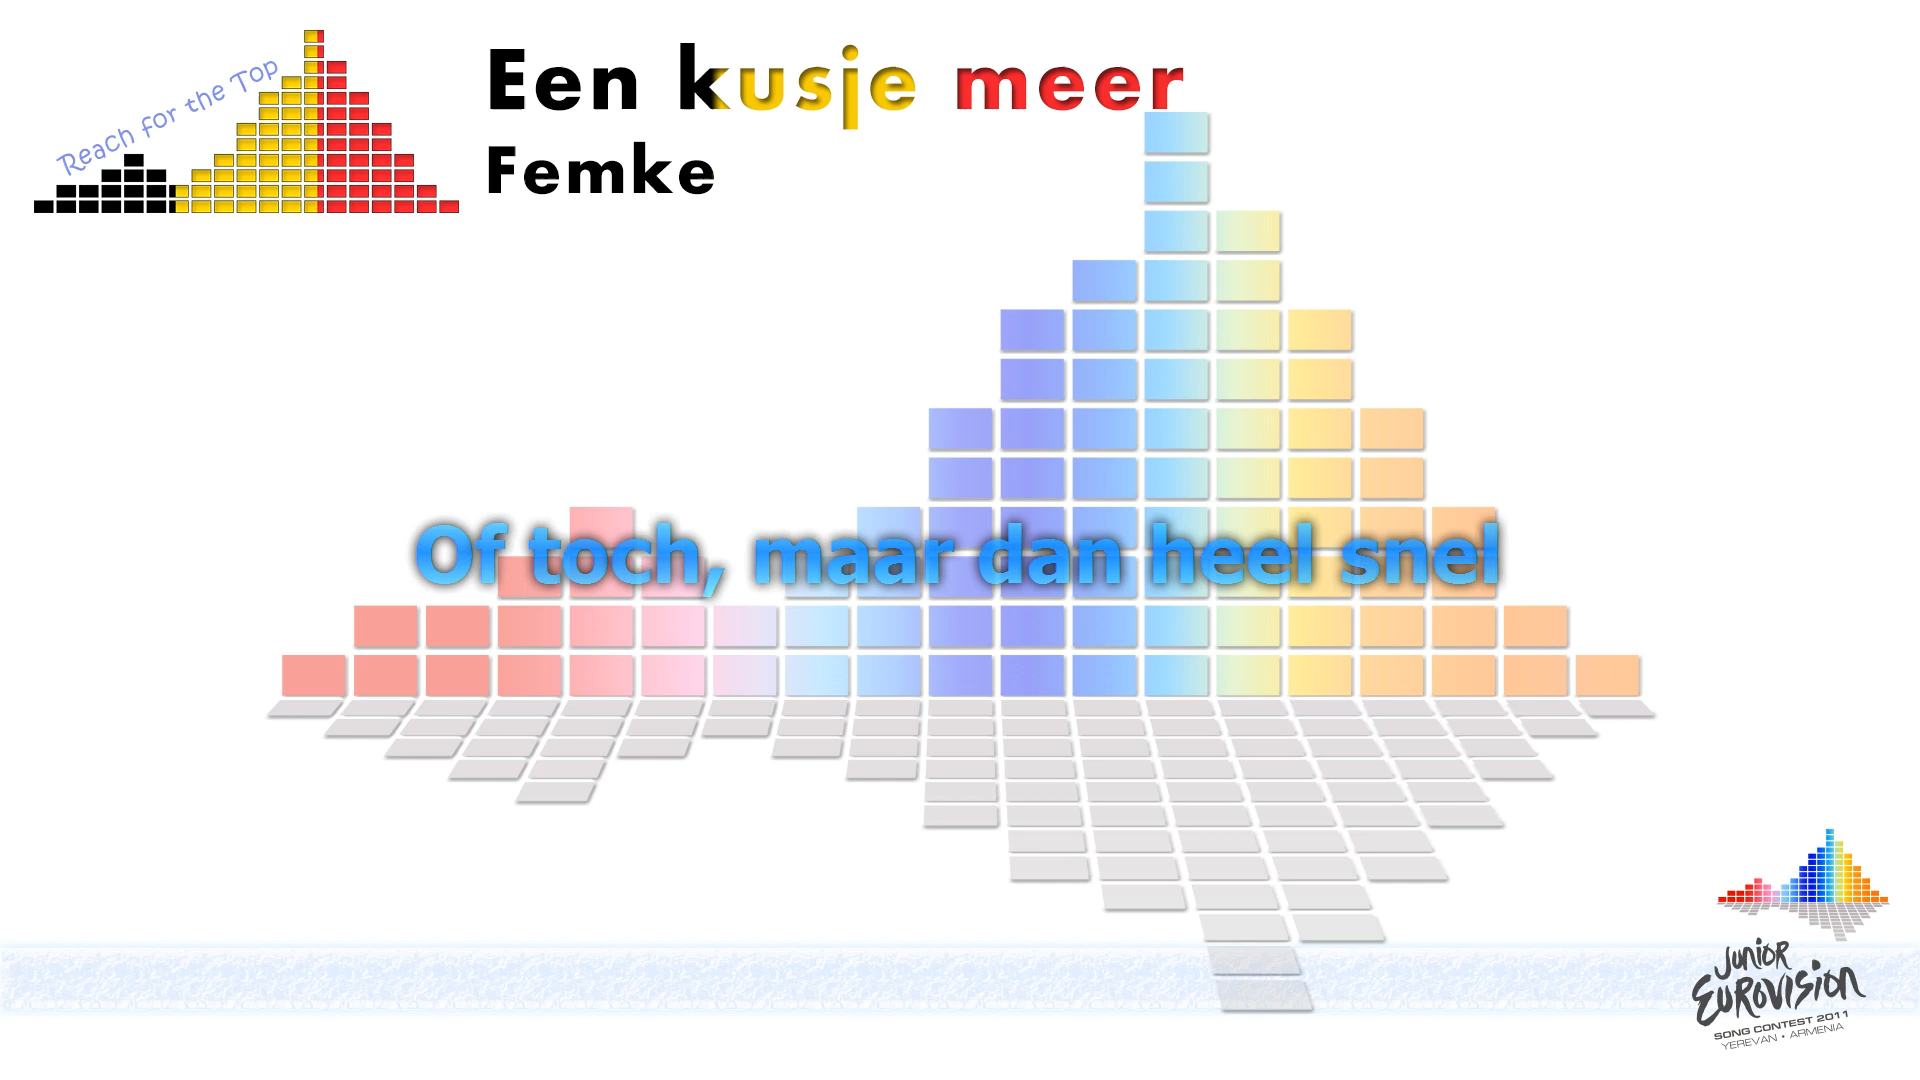 Reach for the Top
Een kusje meer
Femke
Of toch, maar dan heel snel
JUNIOR
EUROVISION
SONG CONTEST 2011
YEREVAN • ARMENIA